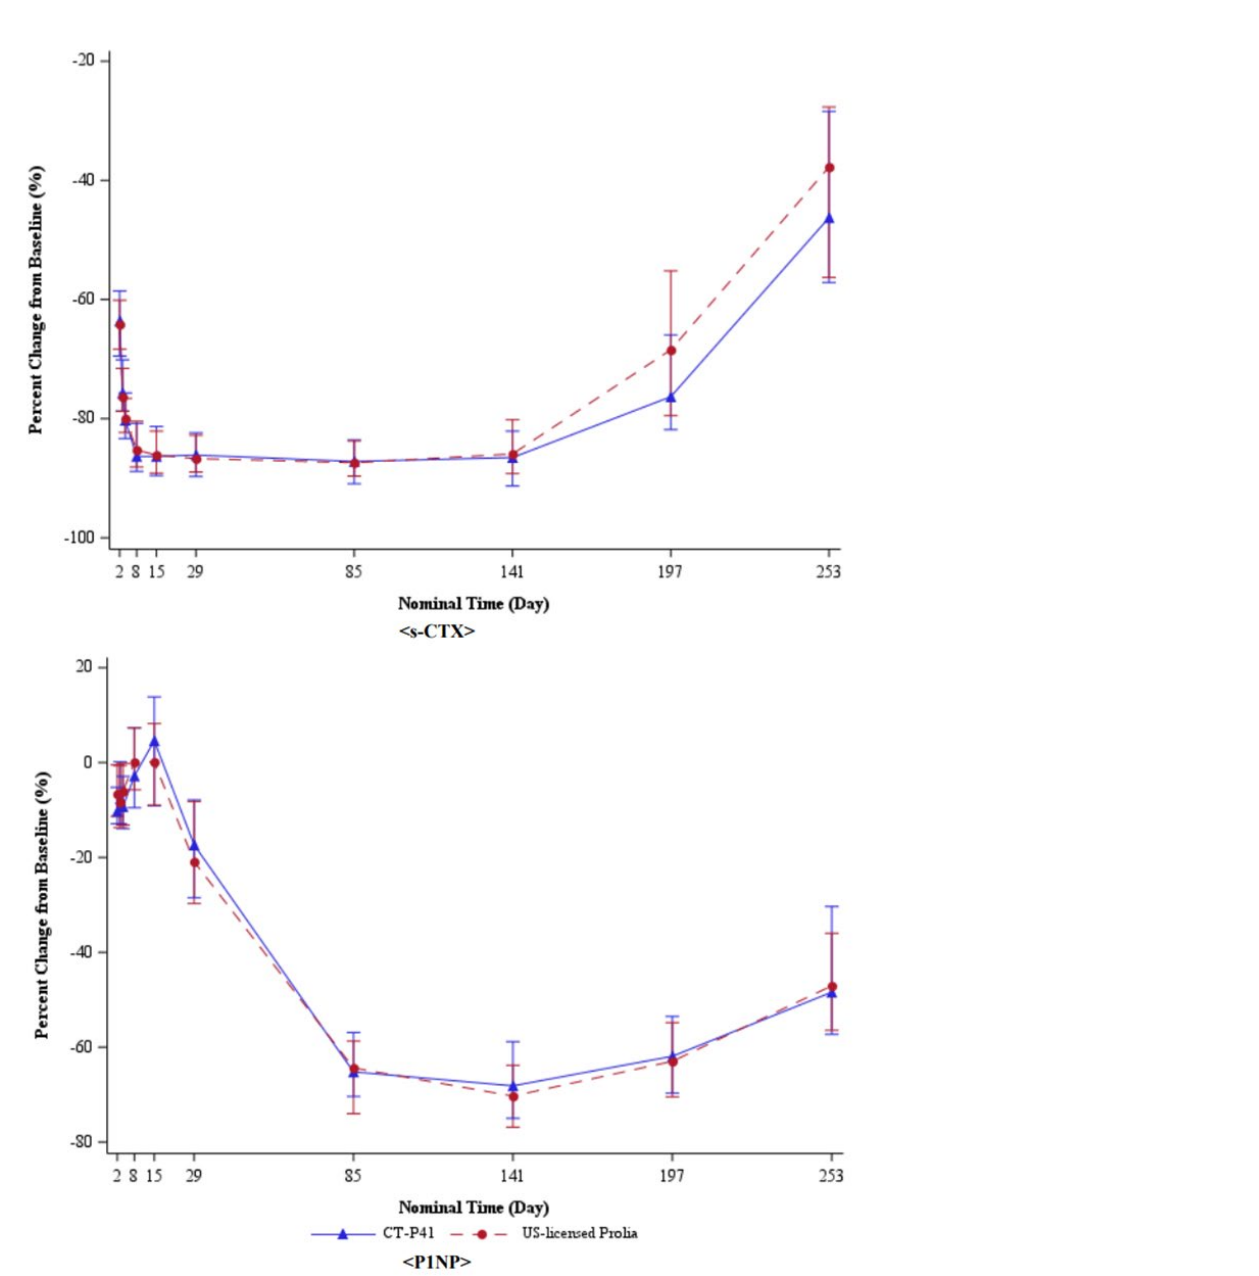 -20
-40
-60
-80
-100
Percent Change from Baseline (%)
2 8 15 29 85 141 197 253
Nominal Time (Day)
<s-CTX>
20
0
-20
-40
-60
-80
Percent Change from Baseline (%)
2 8 15 29 85 141 197 253
Nominal Time (Day)
CT-P41 US-licensed Prolia
<P1NP>